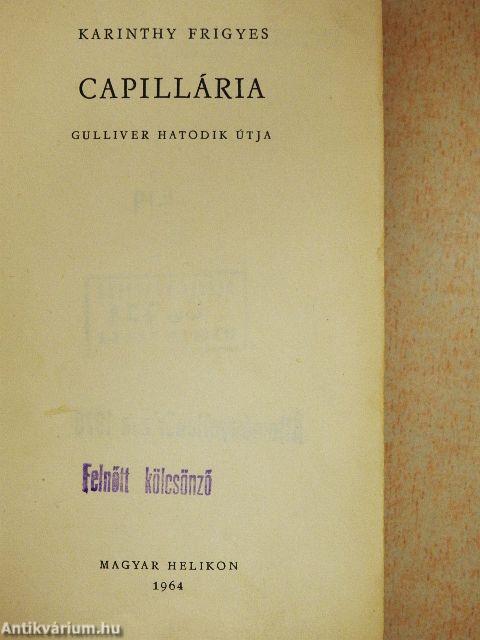 KARINTHY FRIGYES
CAPILLÁRIA
GULLIVER HATODIK ÚTJA
Felnőtt kölcsönző
MAGYAR HELIKON
1964
Antikvárium.hu